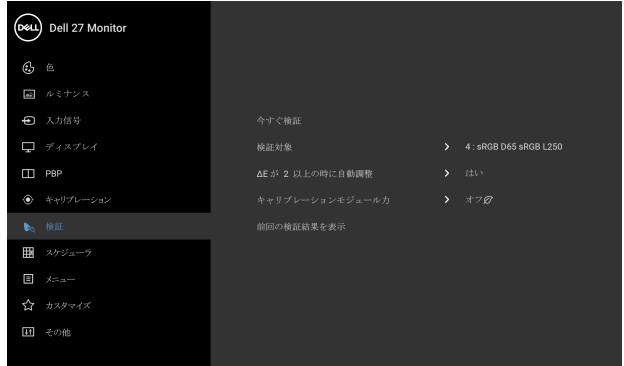 DELL
Dell 27 Monitor
色
ルミナンス
入力信号
今すぐ検証
ディスプレイ
検証対象
4 : sRGB D65 sRGB L250
PBP
ΔE が 2 以上の時に自動調整
はい
キャリブレーション
キャリブレーションモジュール力
オフ
検証
前回の検証結果を表示
スケジューラ
メニュー
カスタマイズ
その他